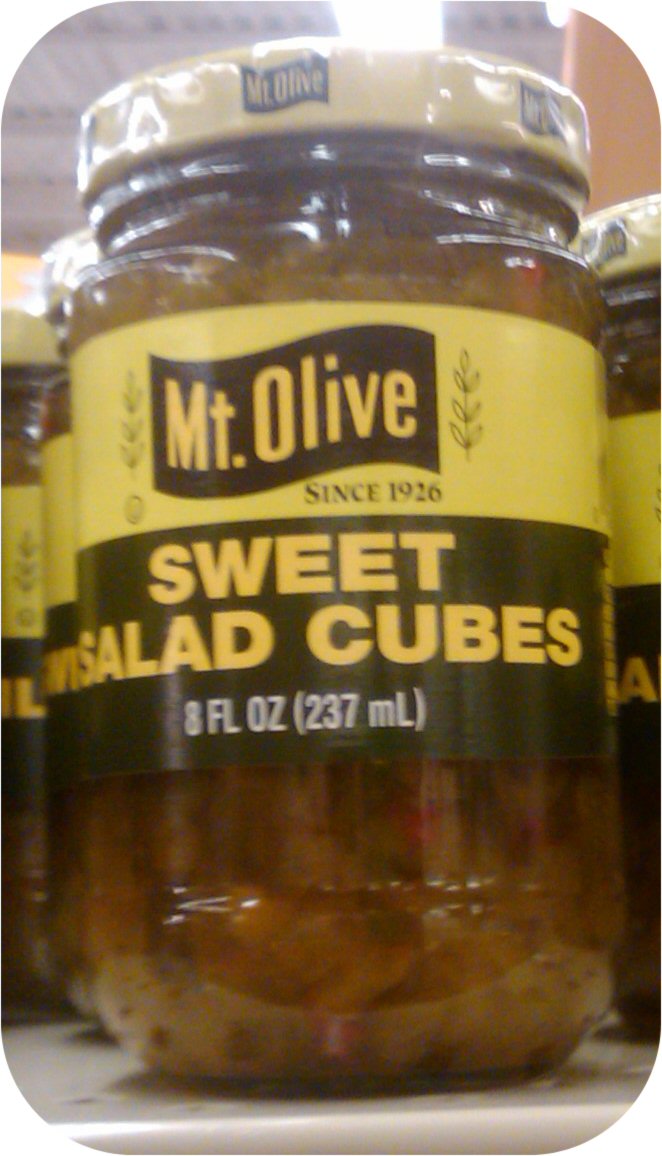 Mt. Olive
Mt. Olive
SINCE 1926
SWEET
SALAD CUBES
8 FL OZ (237 mL)